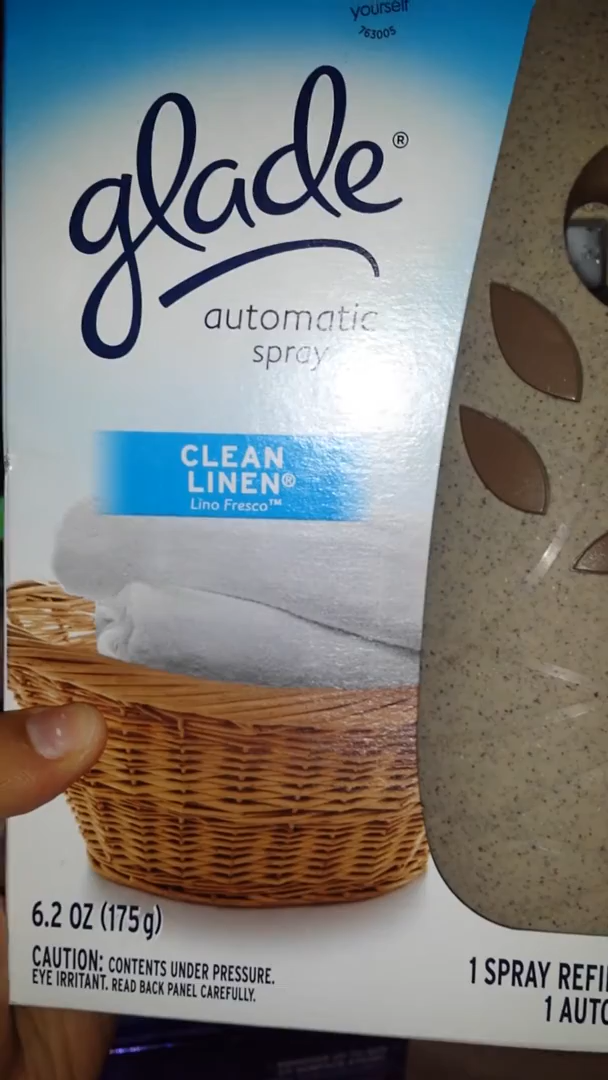 yourself
763005
glade®
automatic
spray
CLEAN
LINEN®
Lino Fresco™
6.2 OZ (175g)
CAUTION: CONTENTS UNDER PRESSURE.
EYE IRRITANT. READ BACK PANEL CAREFULLY.
1 SPRAY REFI
1 AUTO